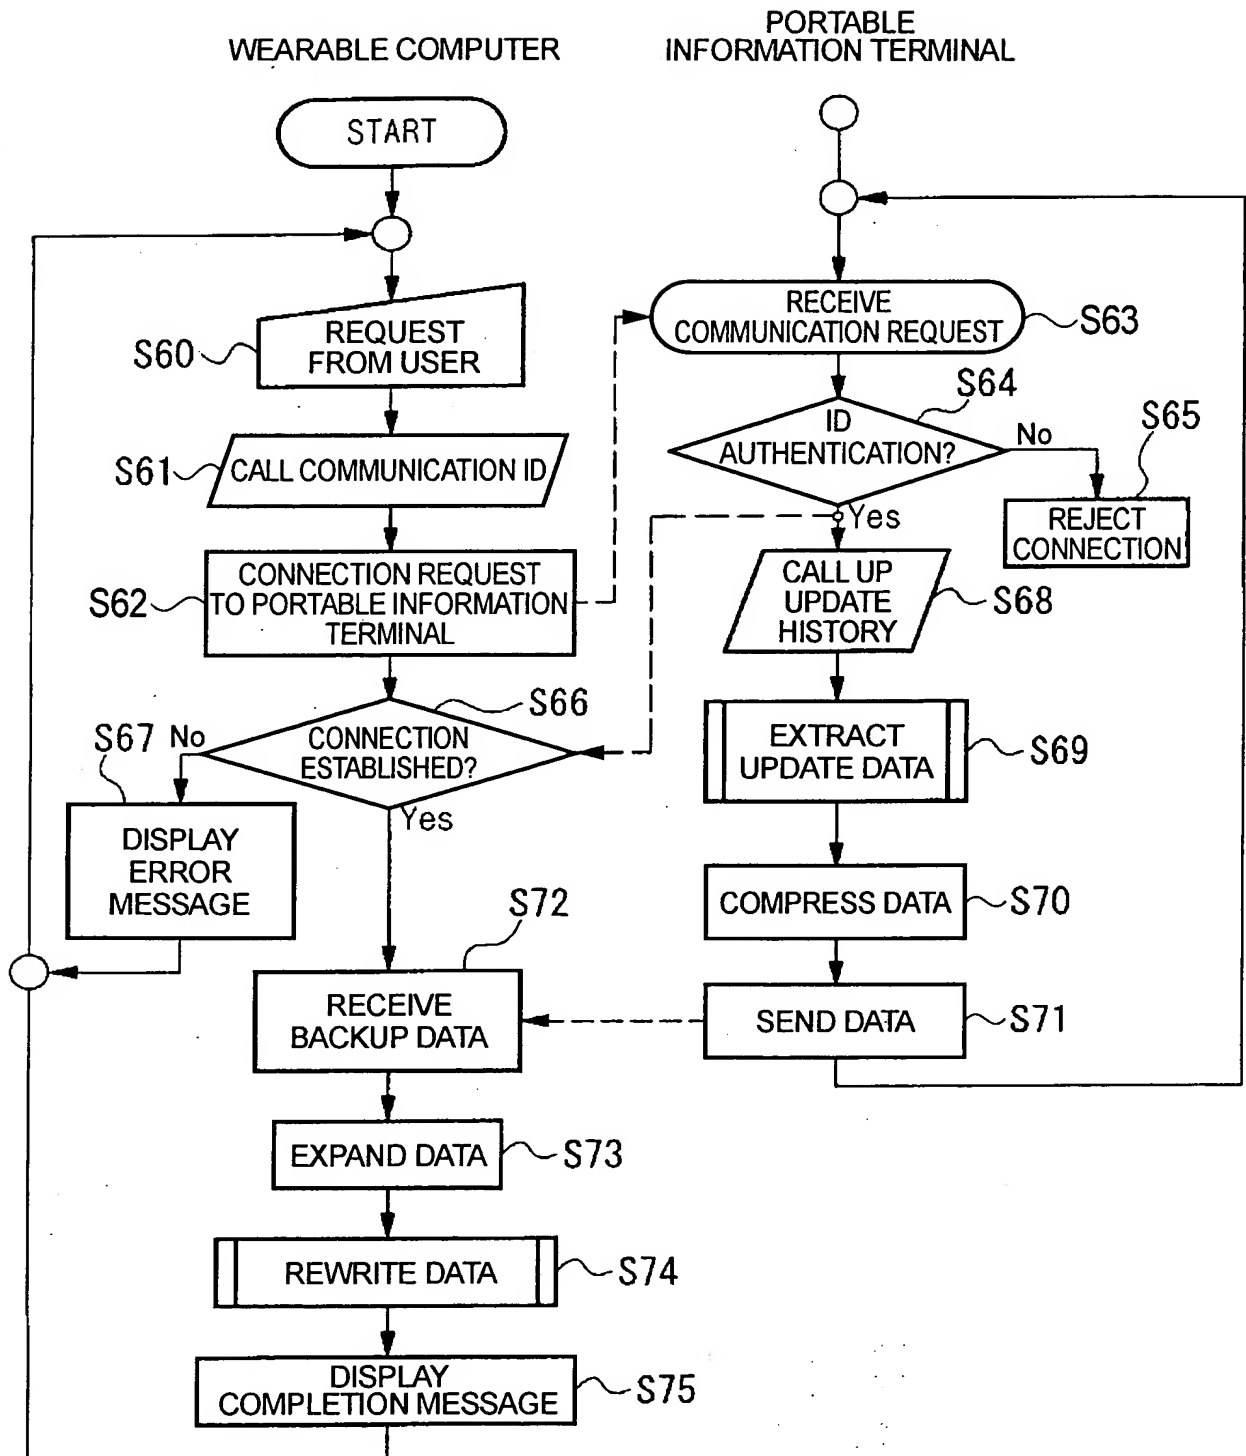 WEARABLE COMPUTER
PORTABLE
INFORMATION TERMINAL
START
REQUEST
FROM USER
S60
RECEIVE
COMMUNICATION REQUEST
S63
S64
ID
AUTHENTICATION?
No
S65
REJECT
CONNECTION
Yes
S61
CALL COMMUNICATION ID
S62
CONNECTION REQUEST
TO PORTABLE INFORMATION
TERMINAL
CALL UP
UPDATE
HISTORY
S68
S66
CONNECTION
ESTABLISHED?
No
S67
Yes
DISPLAY
ERROR
MESSAGE
EXTRACT
UPDATE DATA
S69
COMPRESS DATA
S70
S72
RECEIVE
BACKUP DATA
SEND DATA
S71
EXPAND DATA
S73
REWRITE DATA
S74
DISPLAY
COMPLETION MESSAGE
S75